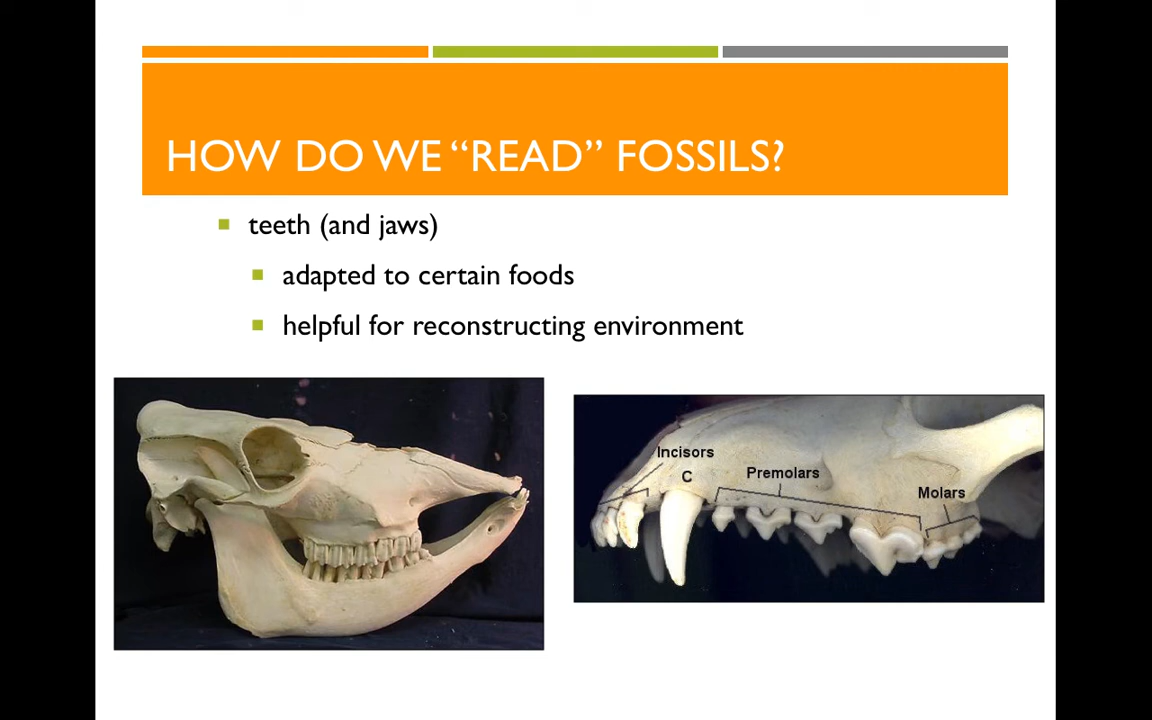 HOW DO WE “READ” FOSSILS?
teeth (and jaws)
adapted to certain foods
helpful for reconstructing environment
Incisors
C
Premolars
Molars